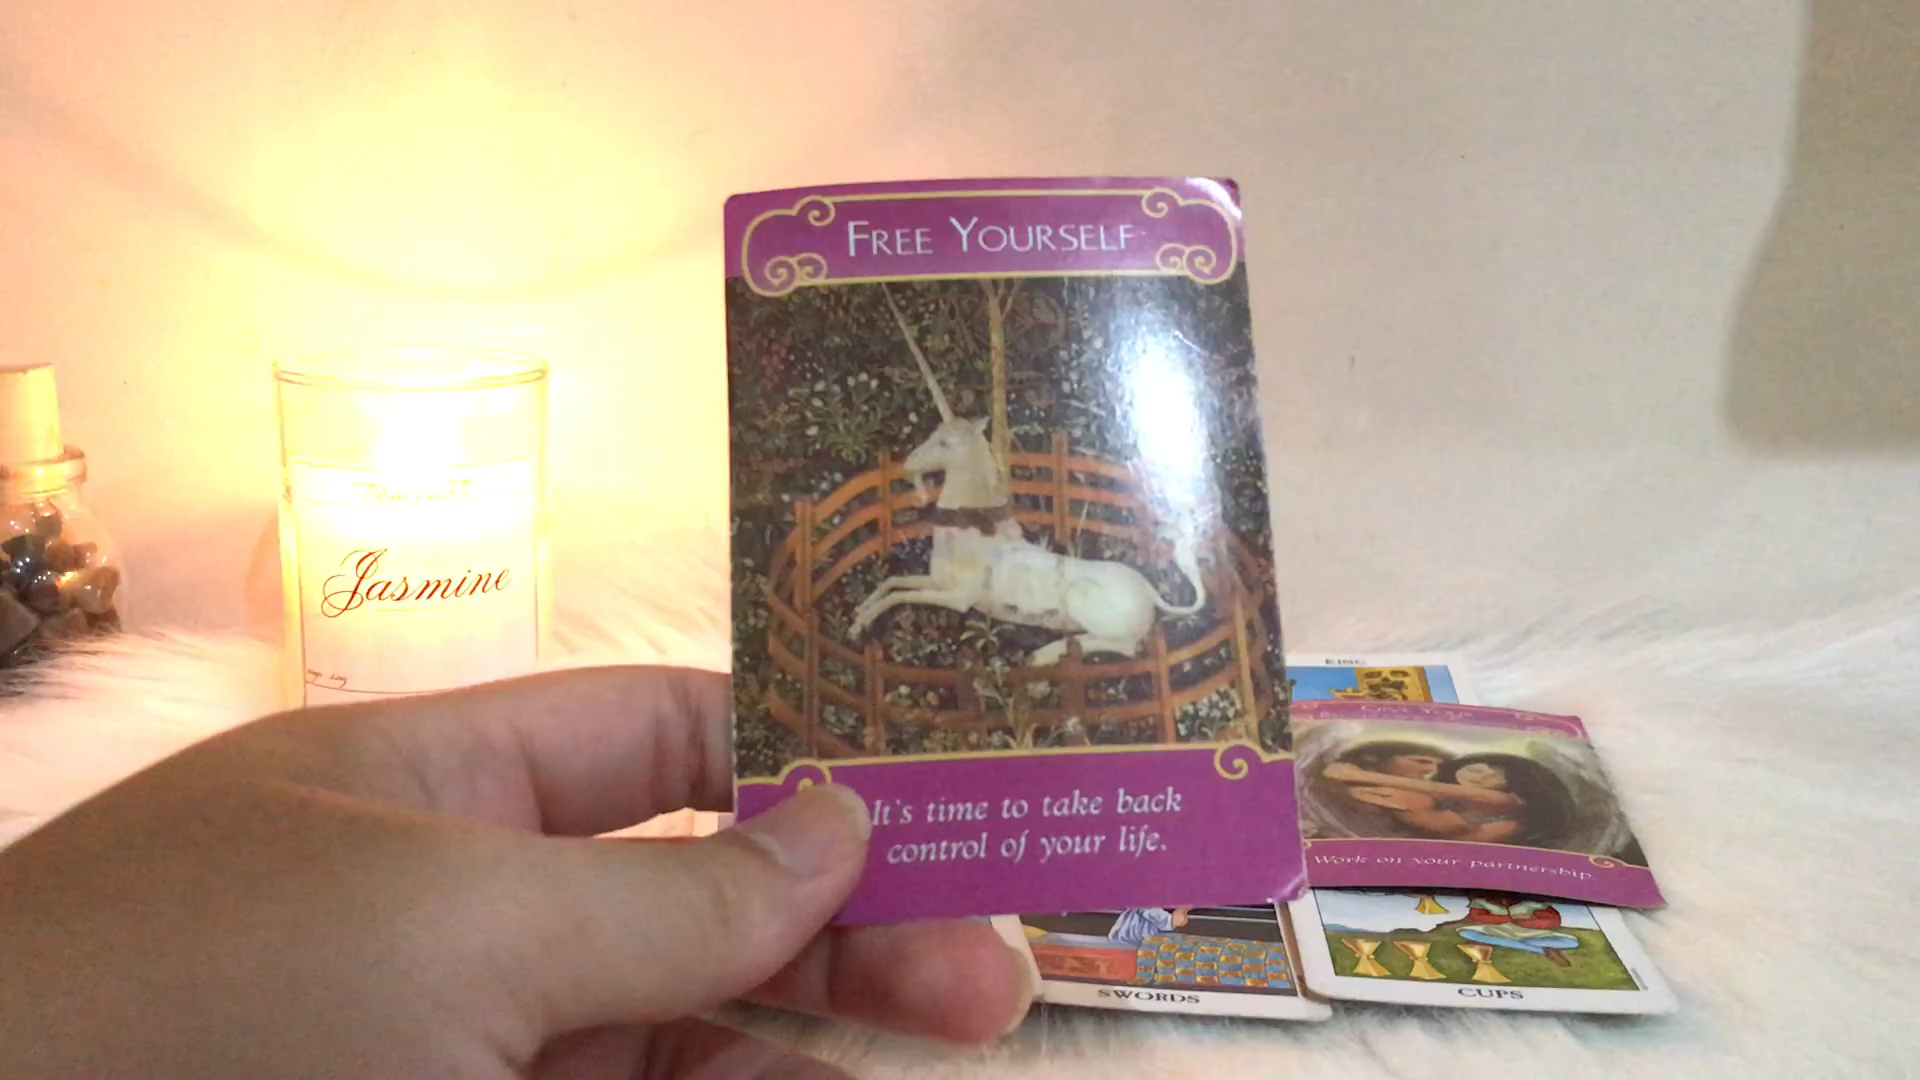 FREE YOURSELF
It's time to take back
control of your life.
Jasmine
KING
Work on your partnership.
SWORDS
CUPS